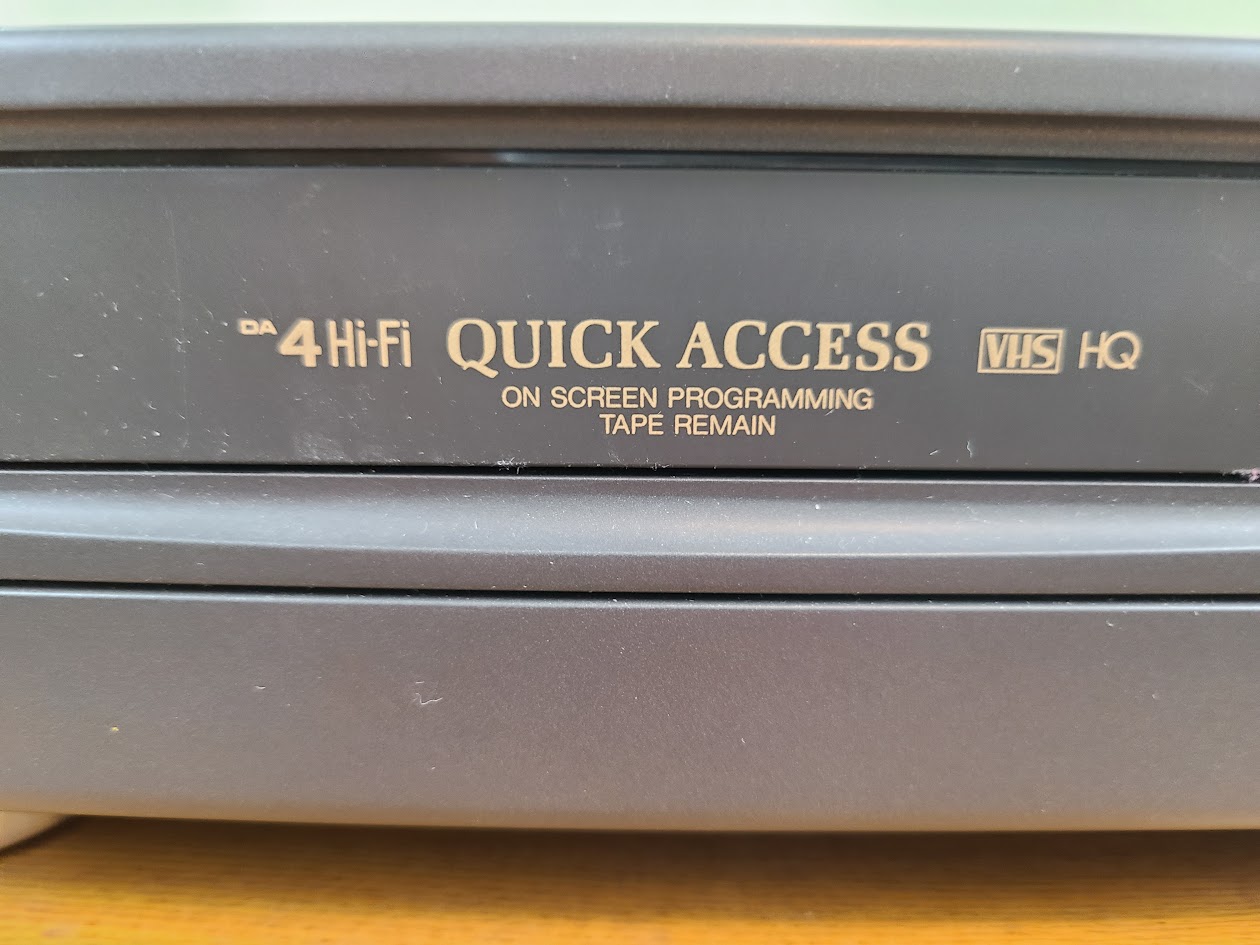 DA 4 Hi-Fi QUICK ACCESS VHS HQ
ON SCREEN PROGRAMMING
TAPE REMAIN